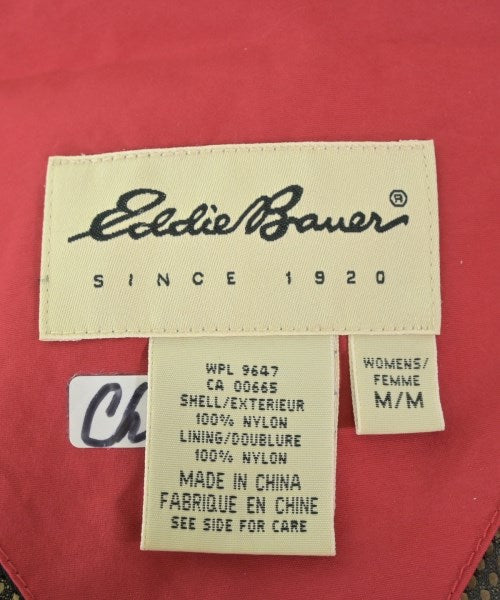 Eddie Bauer ®
SINCE 1920
WPL 9647
CA 00665
SHELL/EXTERIEUR
100% NYLON
LINING/DOUBLURE
100% NYLON
MADE IN CHINA
FABRIQUE EN CHINE
SEE SIDE FOR CARE
WOMENS/
FEMME
M/M